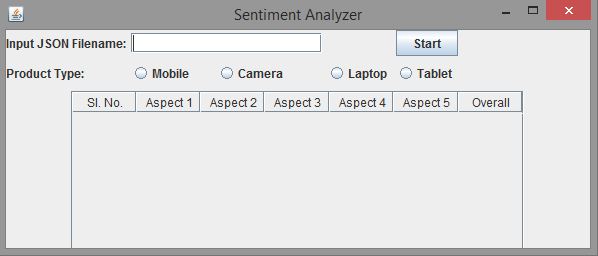 Sentiment Analyzer
Input JSON Filename: Start
Product Type: Mobile Camera Laptop Tablet
Sl. No. Aspect 1 Aspect 2 Aspect 3 Aspect 4 Aspect 5 Overall